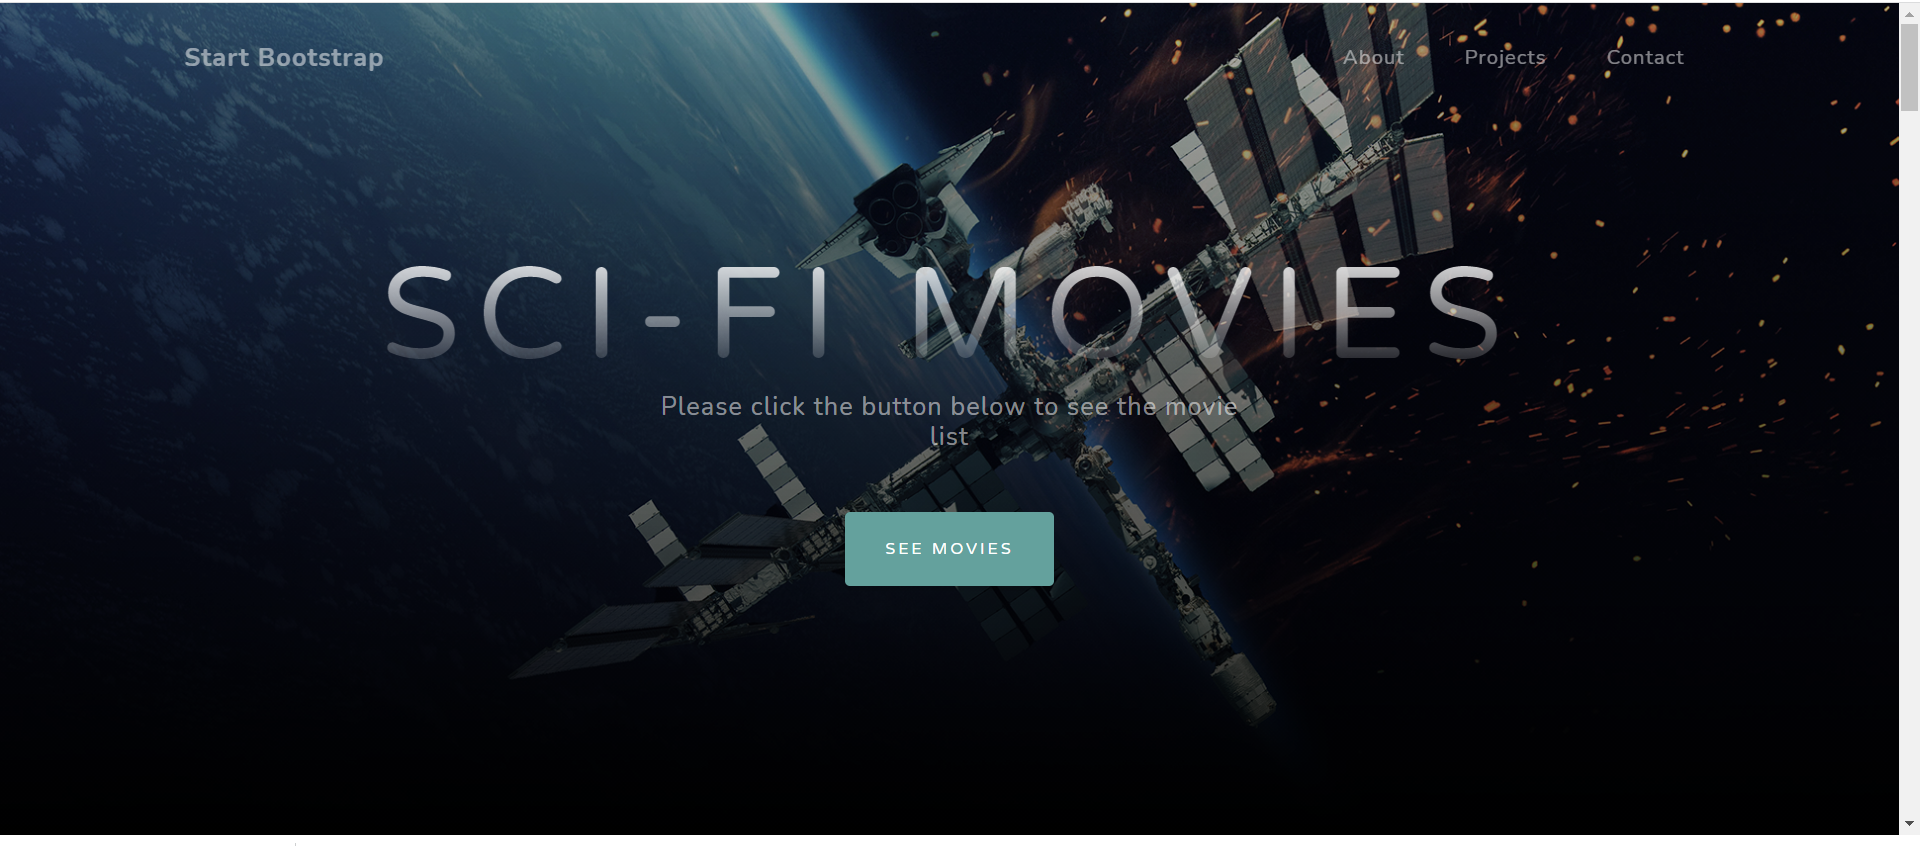 Start Bootstrap
About
Projects
Contact
SCI-FI MOVIES
Please click the button below to see the movie
list
SEE MOVIES